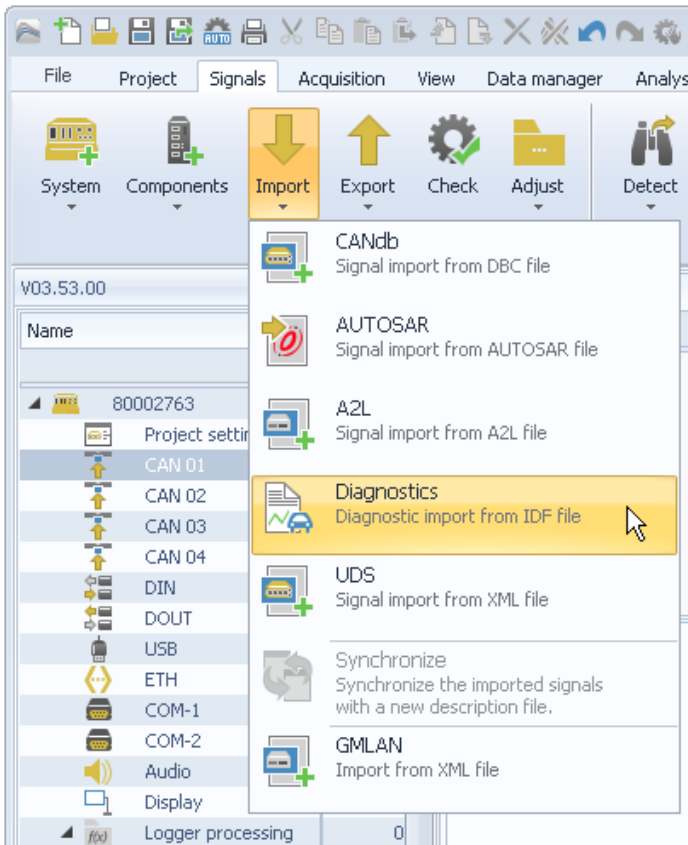 AUTO
File Project Signals Acquisition View Data manager Analys
System Components Import Export Check Adjust Detect
CANdb
Signal import from DBC file
V03.53.00
Name
AUTOSAR
Signal import from AUTOSAR file
80002763
A2L
Signal import from A2L file
Project settin
CAN 01
CAN 02
CAN 03
CAN 04
Diagnostics
Diagnostic import from IDF file
DIN
DOUT
UDS
Signal import from XML file
USB
ETH
COM-1
COM-2
Synchronize
Synchronize the imported signals
with a new description file.
GMLAN
Import from XML file
Audio
Display
f(x) Logger processing 0